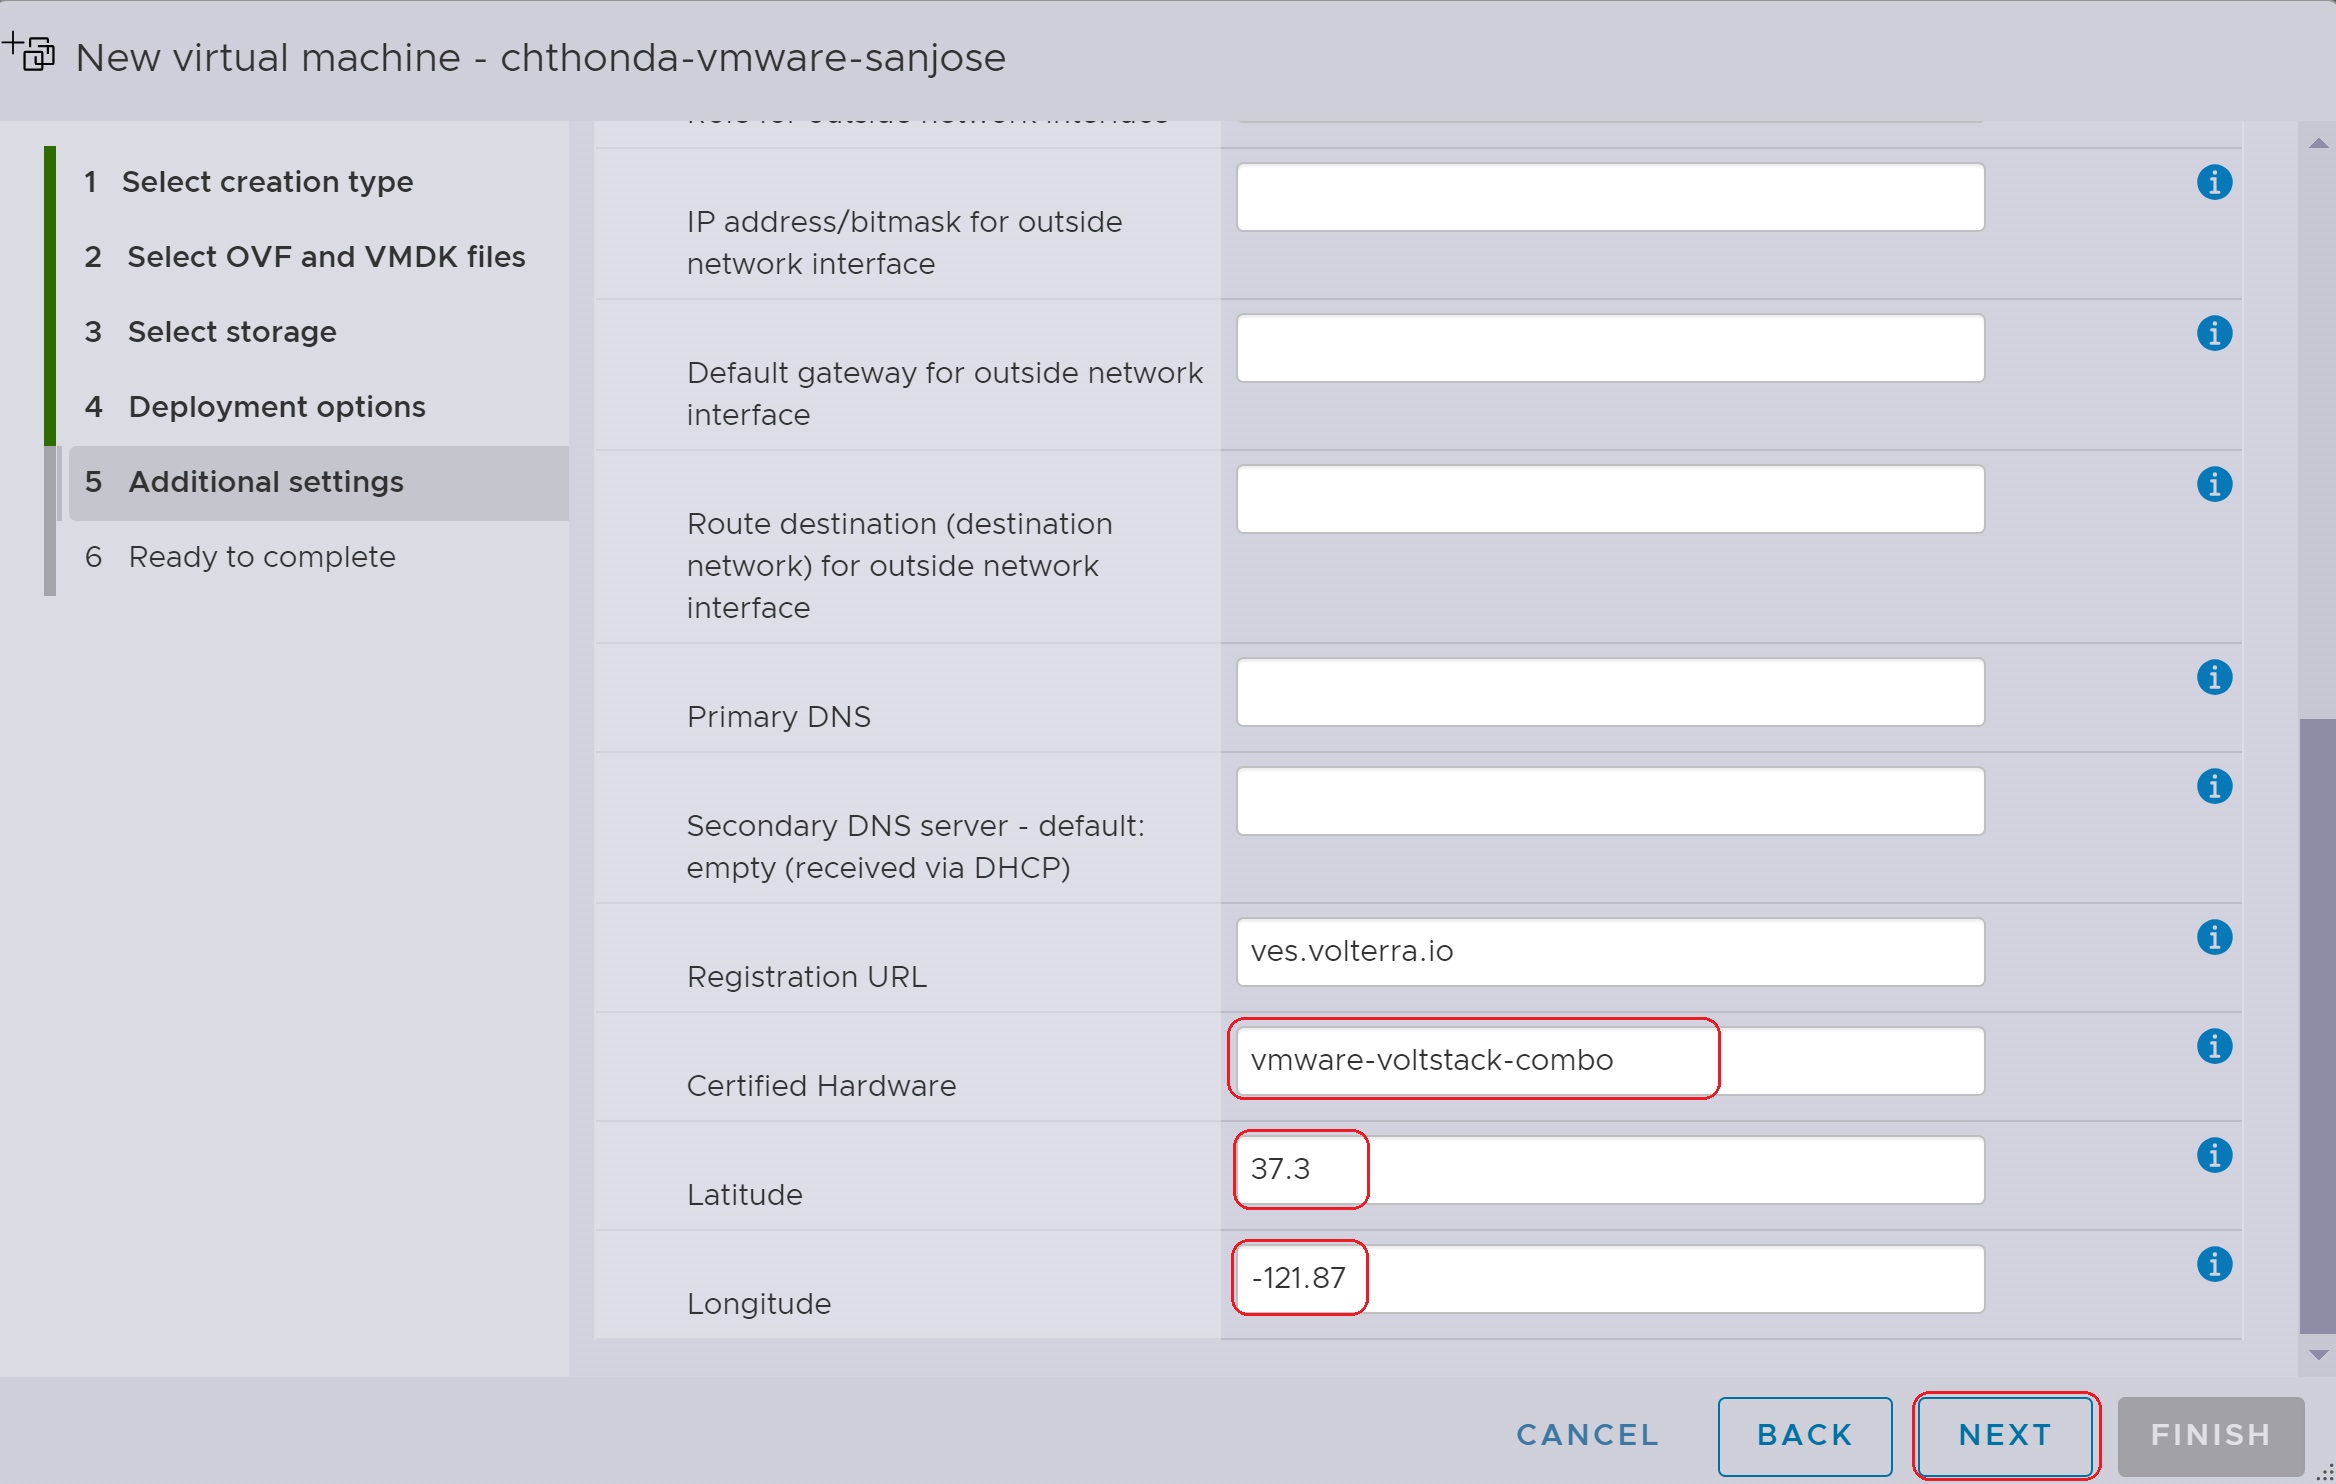 New virtual machine - chthonda-vmware-sanjose
1 Select creation type
2 Select OVF and VMDK files
3 Select storage
4 Deployment options
5 Additional settings
6 Ready to complete
IP address/bitmask for outside
network interface
Default gateway for outside network
interface
Route destination (destination
network) for outside network
interface
Primary DNS
Secondary DNS server - default:
empty (received via DHCP)
Registration URL
ves.volterra.io
Certified Hardware
vmware-voltstack-combo
Latitude
37.3
Longitude
-121.87
CANCEL
BACK
NEXT
FINISH